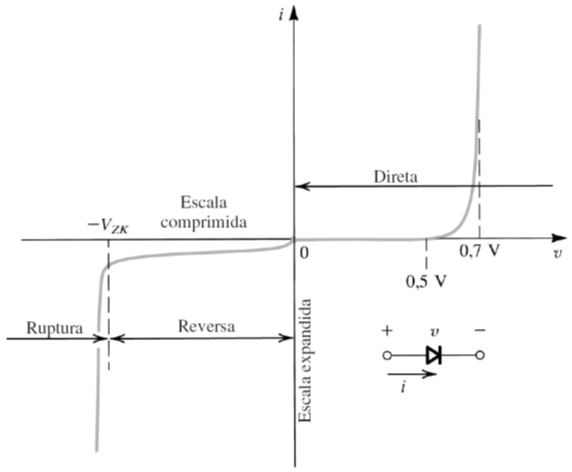 i
Direta
Escala
comprimida
−V_ZK
0
0,7 V
v
0,5 V
Ruptura
Reversa
Escala expandida
+ v −
i